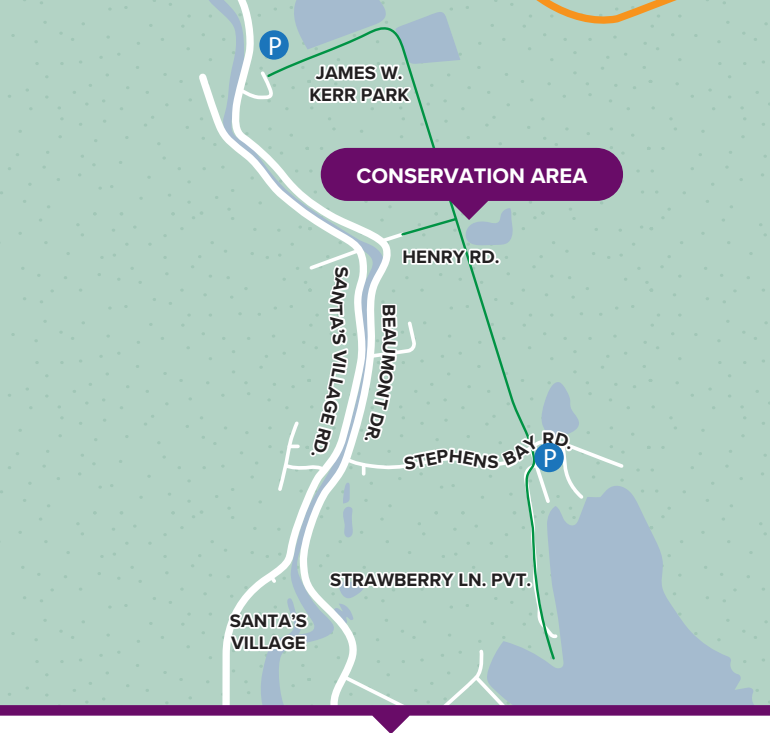 P
JAMES W.
KERR PARK
CONSERVATION AREA
HENRY RD.
SANTA'S VILLAGE RD.
BEAUMONT DR.
STEPHENS BAY RD.
P
STRAWBERRY LN. PVT.
SANTA'S
VILLAGE